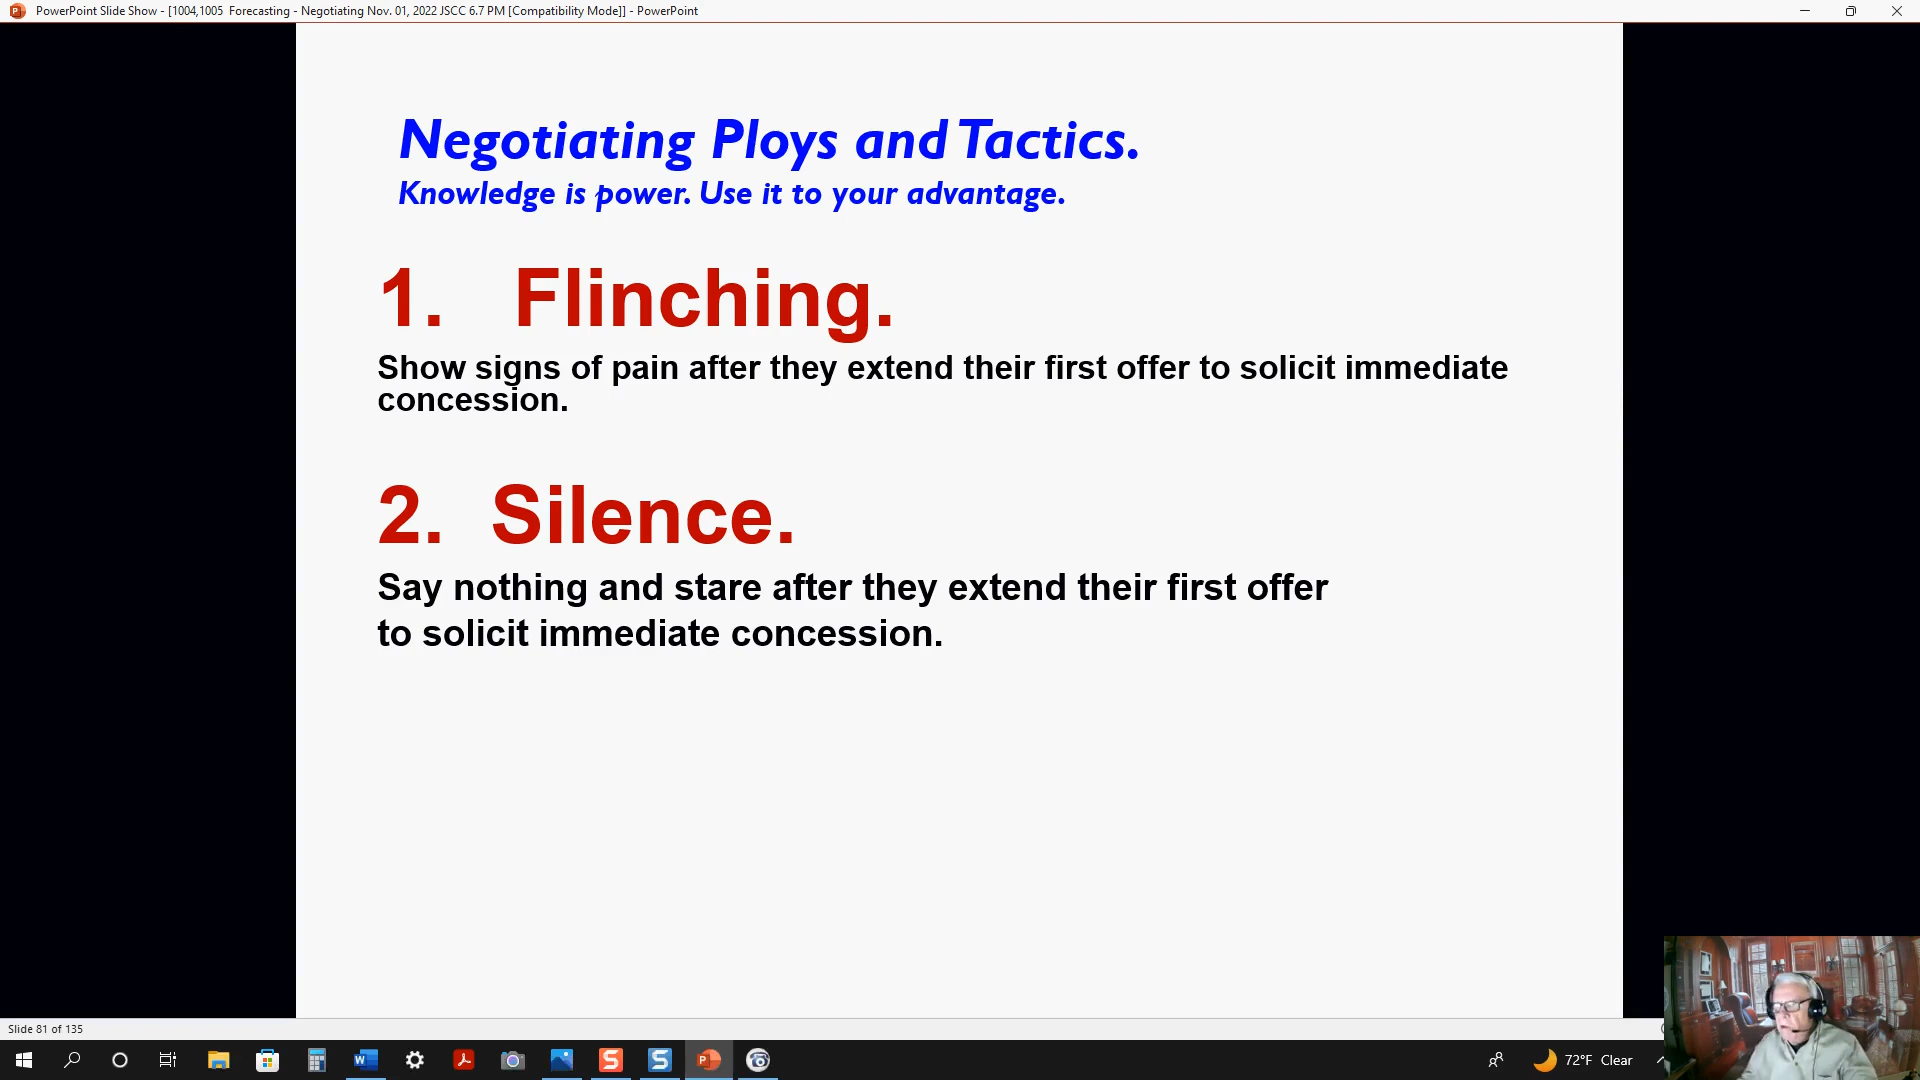 PowerPoint Slide Show - [1004,1005  Forecasting - Negotiating Nov. 01, 2022 JSCC 6.7 PM [Compatibility Mode]] - PowerPoint
Negotiating Ploys and Tactics.
Knowledge is power. Use it to your advantage.
1. Flinching.
Show signs of pain after they extend their first offer to solicit immediate
concession.
2. Silence.
Say nothing and stare after they extend their first offer
to solicit immediate concession.
Slide 81 of 135
72°F Clear